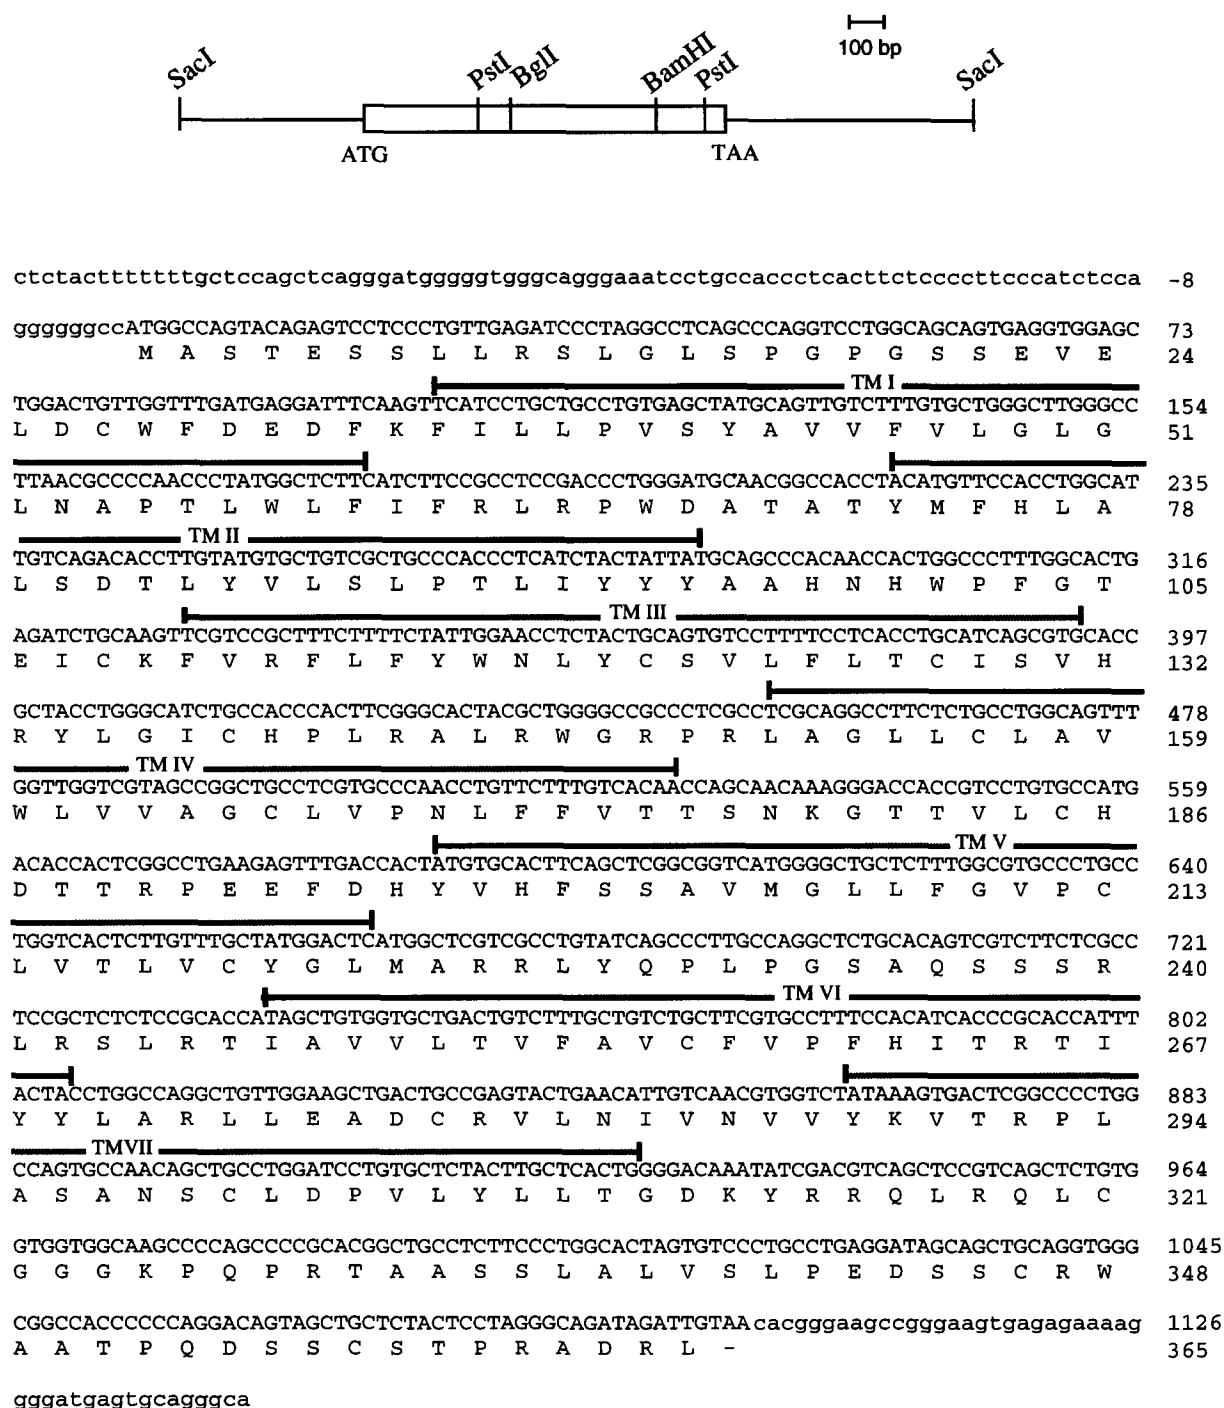 100 bp
SacI PstI BglI BamHI PstI SacI
ATG TAA
ctctacttttttttgctccagctcagggatgggggtgggcagggaaatcctgccaccctcacttctccccttcccatctcca -8
ggggggccATGGCCAGTACAGAGTCCTCCCTGTTGAGATCCCTAGGCCTCAGCCCAGGTCCTGGCAGCAGTGAGGTGGAGC 73
M A S T E S S L L R S L G L S P G P G S S E V E 24
TM I
TGGACTGTTGGTTTGATGAGGATTTCAAGTTCATCCTGCTGCCTGTGAGCTATGCAGTTGTCTTTGTGCTGGGCTTGGGCC 154
L D C W F D E D F K F I L L P V S Y A V V F V L G L G 51
TTAACGCCCCAACCCTATGGCTCTTCATCTTCCGCCTCCGACCCTGGGATGCAACGGCCACCTACATGTTCCACCTGGCAT 235
L N A P T L W L F I F R L R P W D A T A T Y M F H L A 78
TM II
TGTCAGACACCTTGTATGTGCTGTCGCTGCCCACCCTCATCTACTATTATGCAGCCCACAACCACTGGCCCTTTGGCACTG 316
L S D T L Y V L S L P T L I Y Y Y A A H N H W P F G T 105
TM III
AGATCTGCAAGTTCGTCCGCTTTCTTTTCTATTGGAACCTCTACTGCAGTGTCCTTTTCCTCACCTGCATCAGCGTGCACC 397
E I C K F V R F L F Y W N L Y C S V L F L T C I S V H 132
GCTACCTGGGCATCTGCCACCCACTTCGGGCACTACGCTGGGGCCGCCCTCGCCTCGCAGGCCTTCTCTGCCTGGCAGTTT 478
R Y L G I C H P L R A L R W G R P R L A G L L C L A V 159
TM IV
GGTTGGTCGTAGCCGGCTGCCTCGTGCCCAACCTGTTCTTTGTCACAACCAGCAACAAAGGGACCACCGTCCTGTGCCATG 559
W L V V A G C L V P N L F F V T T S N K G T T V L C H 186
TM V
ACACCACTCGGCCTGAAGAGTTTGACCACTATGTGCACTTCAGCTCGGCGGTCATGGGGCTGCTCTTTGGCGTGCCCTGCC 640
D T T R P E E F D H Y V H F S S A V M G L L F G V P C 213
TGGTCACTCTTGTTTGCTATGGACTCATGGCTCGTCGCCTGTATCAGCCCTTGCCAGGCTCTGCACAGTCGTCTTCTCGCC 721
L V T L V C Y G L M A R R L Y Q P L P G S A Q S S S R 240
TM VI
TCCGCTCTCTCCGCACCATAGCTGTGGTGCTGACTGTCTTTGCTGTCTGCTTCGTGCCTTTCCACATCACCCGCACCATTT 802
L R S L R T I A V V L T V F A V C F V P F H I T R T I 267
ACTACCTGGCCAGGCTGTTGGAAGCTGACTGCCGAGTACTGAACATTGTCAACGTGGTCTATAAAGTGACTCGGCCCCTGG 883
Y Y L A R L L E A D C R V L N I V N V V Y K V T R P L 294
TMVII
CCAGTGCCAACAGCTGCCTGGATCCTGTGCTCTACTTGCTCACTGGGGACAAATATCGACGTCAGCTCCGTCAGCTCTGTG 964
A S A N S C L D P V L Y L L T G D K Y R R Q L R Q L C 321
GTGGTGGCAAGCCCCAGCCCCGCACGGCTGCCTCTTCCCTGGCACTAGTGTCCCTGCCTGAGGATAGCAGCTGCAGGTGGG 1045
G G G K P Q P R T A A S S L A L V S L P E D S S C R W 348
CGGCCACCCCCCAGGACAGTAGCTGCTCTACTCCTAGGGCAGATAGATTGTAAcacgggaagccgggaagtgagagaaaag 1126
A A T P Q D S S C S T P R A D R L - 365
gggatgagtgcagggca